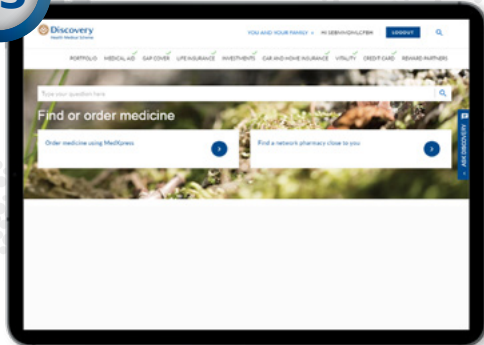 Discovery
Health Medical Scheme
YOU AND YOUR FAMILY
LOGOUT
PORTFOLIO MEDICAL AID GAP COVER LIFE INSURANCE INVESTMENTS CAR AND HOME INSURANCE VITALITY CREDIT CARD REWARD PARTNERS
Type your question here
Find or order medicine
Order medicine using MedXpress
Find a network pharmacy close to you
ASK DISCOVERY